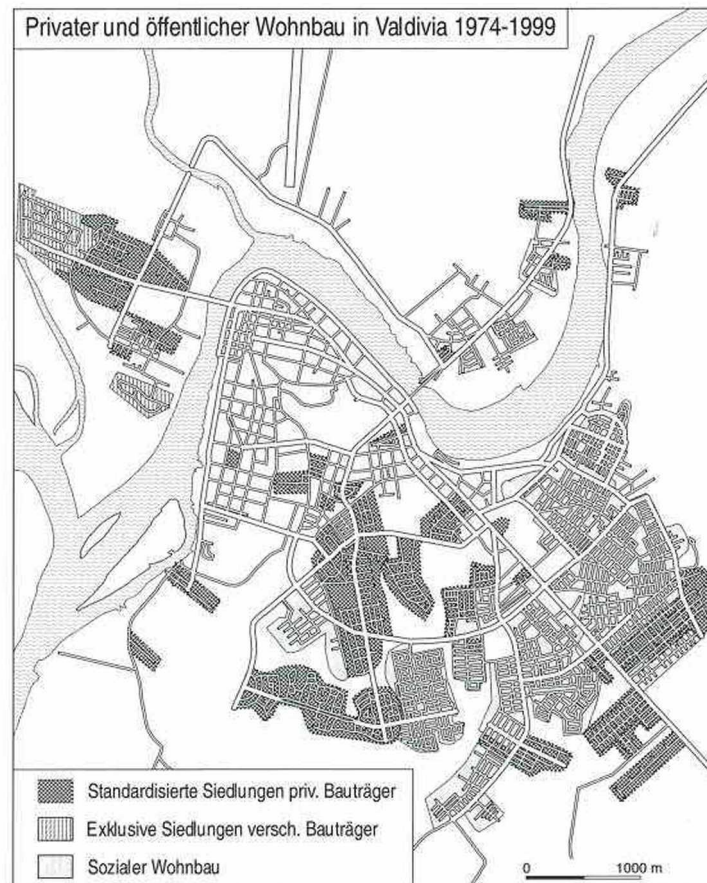 Privater und öffentlicher Wohnbau in Valdivia 1974-1999
Standardisierte Siedlungen priv. Bauträger
Exklusive Siedlungen versch. Bauträger
Sozialer Wohnbau
0 1000 m